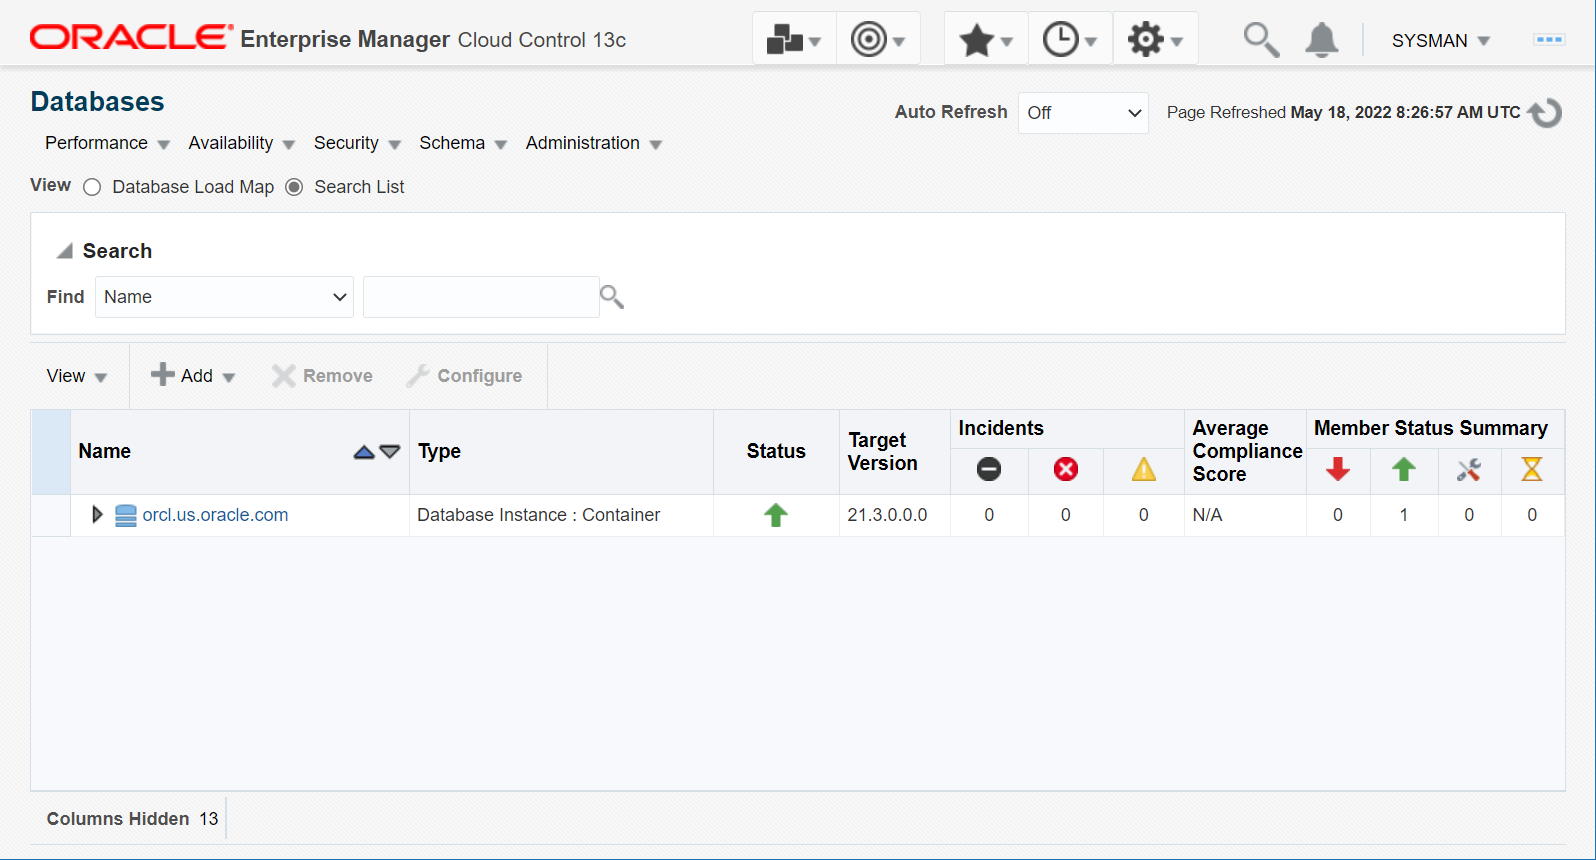 ORACLE® Enterprise Manager Cloud Control 13c
SYSMAN
Databases
Auto Refresh Off Page Refreshed May 18, 2022 8:26:57 AM UTC
Performance Availability Security Schema Administration
View Database Load Map Search List
Search
Find Name
View Add Remove Configure
Name Type Status Target Version Incidents Average Compliance Score Member Status Summary
orcl.us.oracle.com Database Instance : Container 21.3.0.0.0 0 0 0 N/A 0 1 0 0
Columns Hidden 13